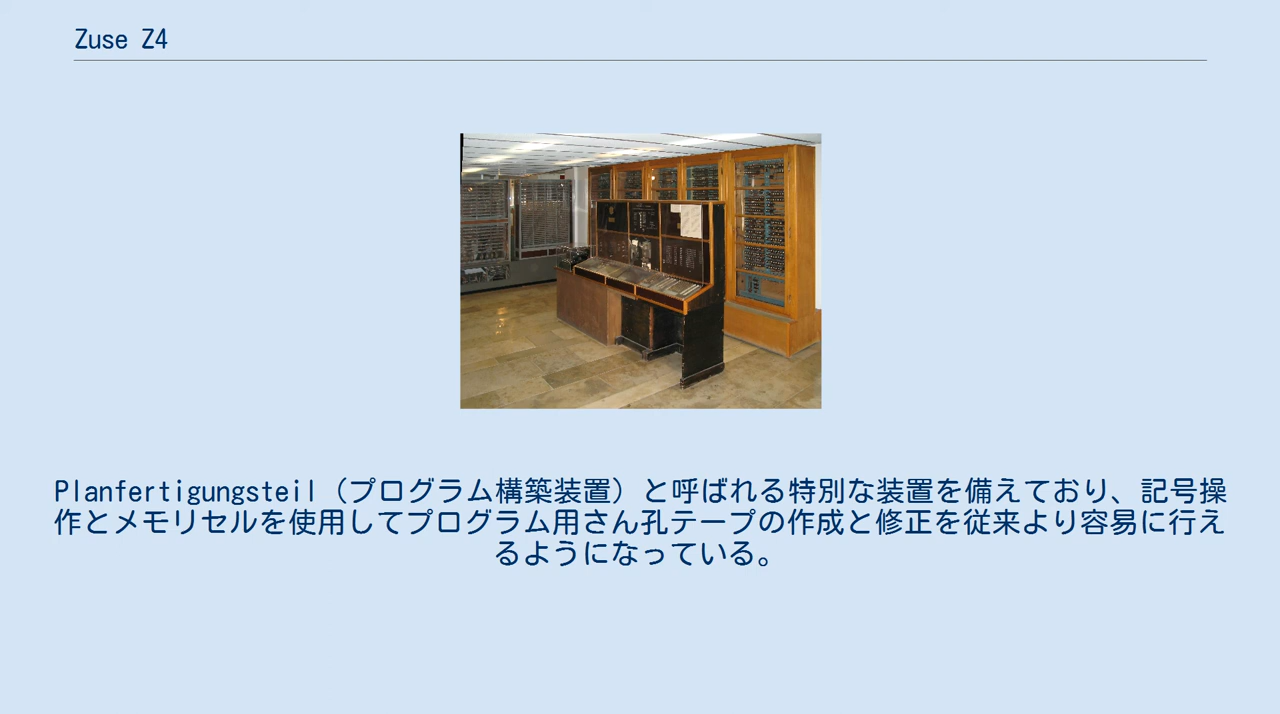 Zuse Z4
Planfertigungsteil（プログラム構築装置）と呼ばれる特別な装置を備えており、記号操
作とメモリセルを使用してプログラム用さん孔テープの作成と修正を従来より容易に行え
るようになっている。